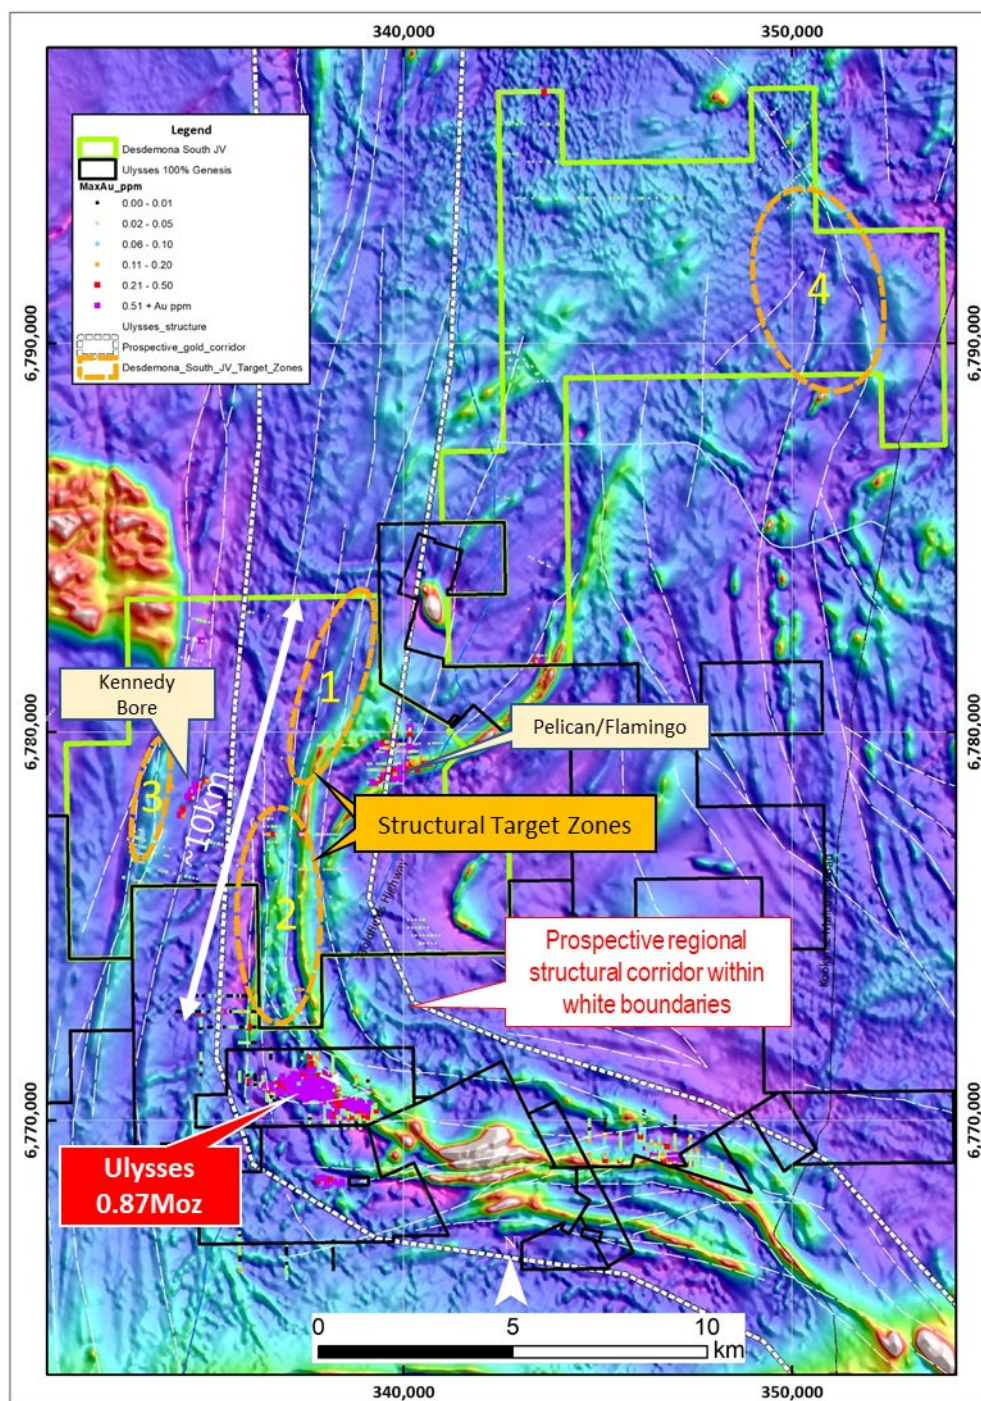 340,000
350,000
Legend
Desdemona South JV
Ulysses 100% Genesis
MaxAu_ppm
0.00 - 0.01
0.02 - 0.05
0.06 - 0.10
0.11 - 0.20
0.21 - 0.50
0.51 + Au ppm
Ulysses_structure
Prospective_gold_corridor
Desdemona_South_JV_Target_Zones
4
6,790,000
6,790,000
1
Kennedy
Bore
Pelican/Flamingo
6,780,000
6,780,000
3
~10km
Structural Target Zones
2
Goldfields Highway
Prospective regional
structural corridor within
white boundaries
6,770,000
6,770,000
Ulysses
0.87Moz
N
0
5
10
km
340,000
350,000